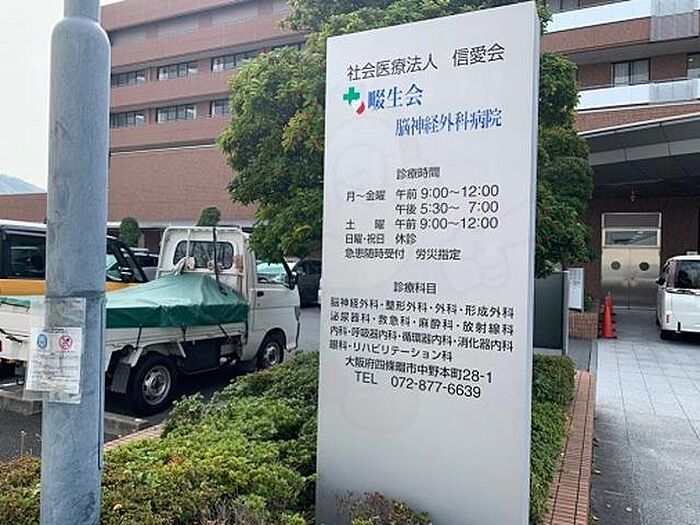 社会医療法人 信愛会
畷生会
脳神経外科病院
診療時間
月～金曜 午前 9:00～12:00
午後 5:30～ 7:00
土 曜 午前 9:00～12:00
日曜・祝日 休診
急患随時受付 労災指定
診療科目
脳神経外科・整形外科・外科・形成外科
泌尿器科・救急科・麻酔科・放射線科
内科・呼吸器内科・循環器内科・消化器内科
眼科・リハビリテーション科
大阪府四條畷市中野本町28-1
TEL 072-877-6639